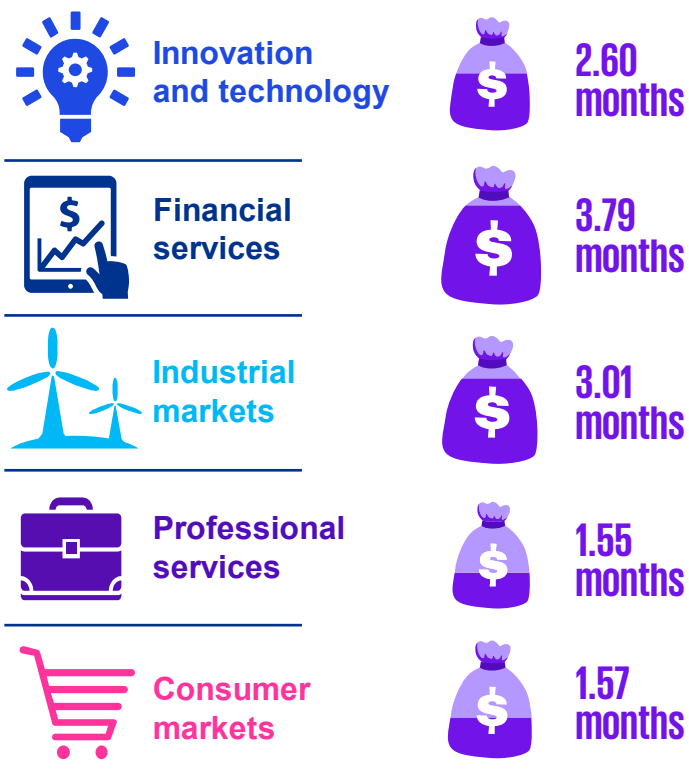 Innovation
and technology
$
2.60
months
$
Financial
services
$
3.79
months
Industrial
markets
$
3.01
months
Professional
services
$
1.55
months
Consumer
markets
$
1.57
months